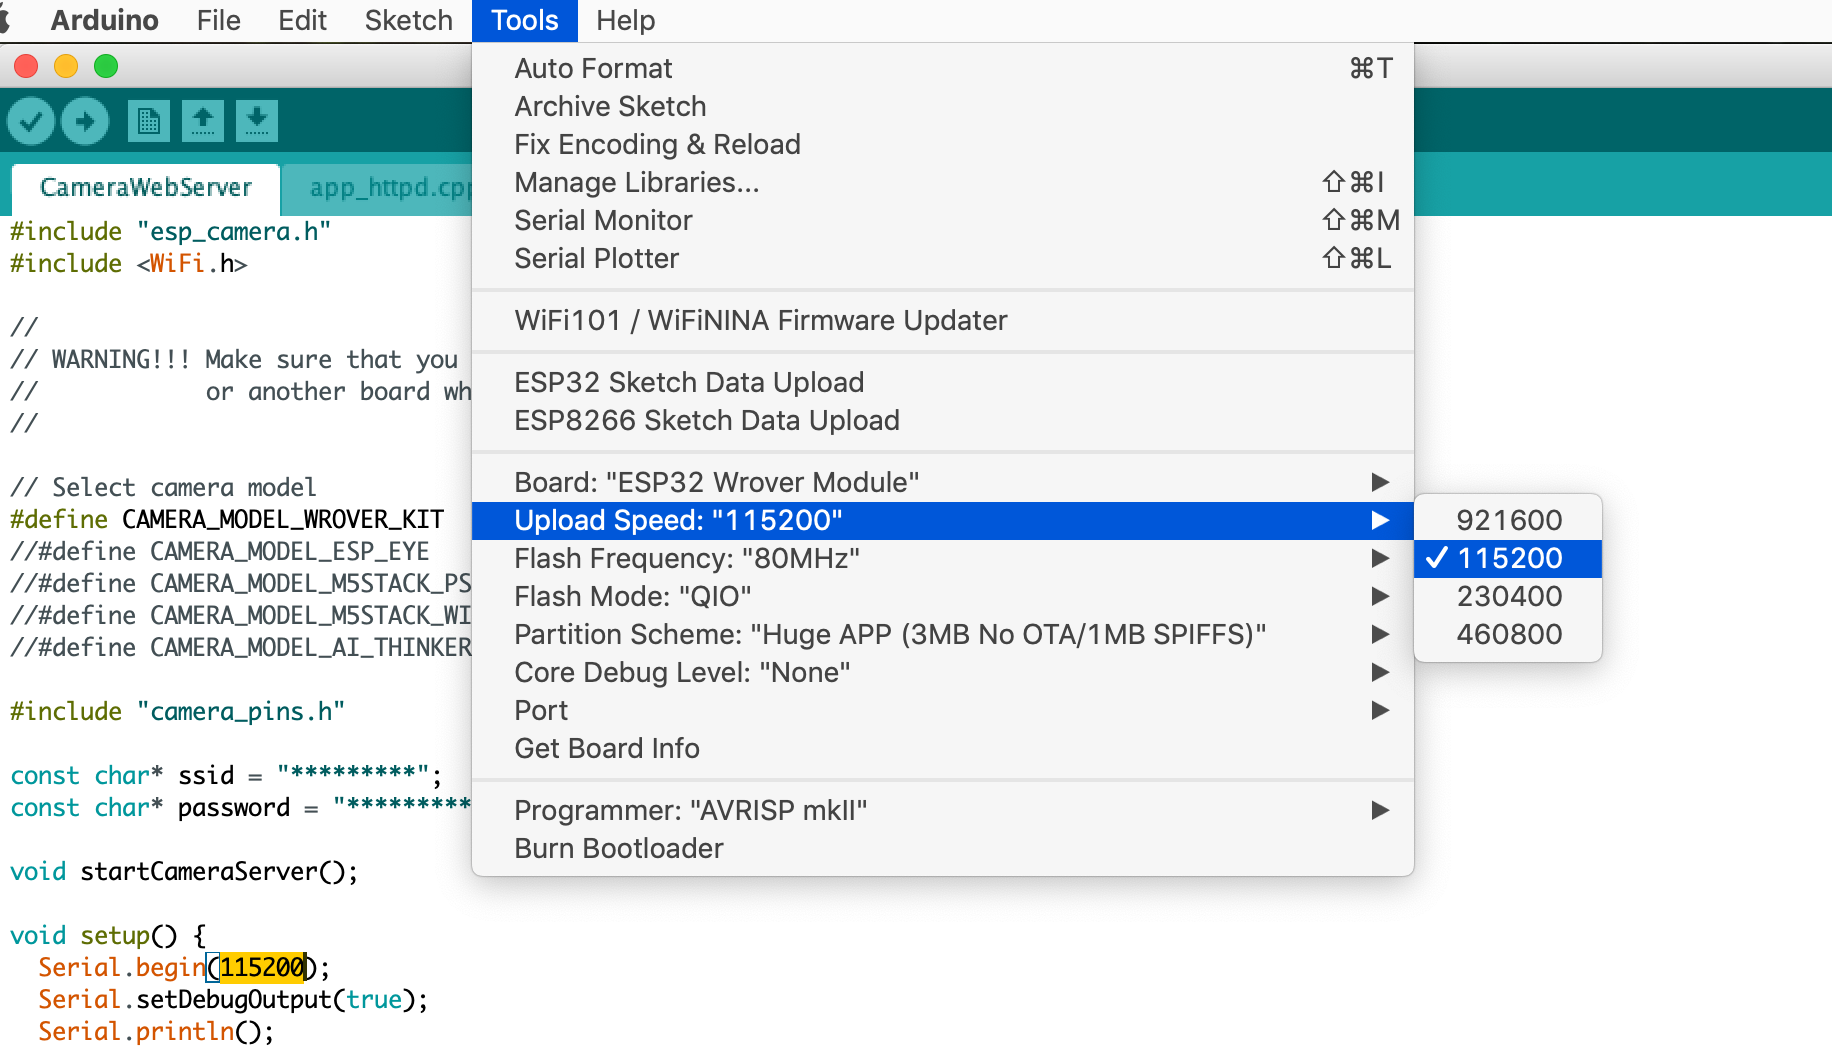 Arduino File Edit Sketch Tools Help
Auto Format ⌘T
Archive Sketch
Fix Encoding & Reload
Manage Libraries... ⇧⌘I
Serial Monitor ⇧⌘M
Serial Plotter ⇧⌘L
WiFi101 / WiFiNINA Firmware Updater
ESP32 Sketch Data Upload
ESP8266 Sketch Data Upload
Board: "ESP32 Wrover Module"
Upload Speed: "115200"
Flash Frequency: "80MHz"
Flash Mode: "QIO"
Partition Scheme: "Huge APP (3MB No OTA/1MB SPIFFS)"
Core Debug Level: "None"
Port
Get Board Info
Programmer: "AVRISP mkII"
Burn Bootloader
921600
✓ 115200
230400
460800
CameraWebServer app_httpd.cpp
#include "esp_camera.h"
#include <WiFi.h>
//
// WARNING!!! Make sure that you
// or another board wh
//
// Select camera model
#define CAMERA_MODEL_WROVER_KIT
//#define CAMERA_MODEL_ESP_EYE
//#define CAMERA_MODEL_M5STACK_PS
//#define CAMERA_MODEL_M5STACK_WI
//#define CAMERA_MODEL_AI_THINKER
#include "camera_pins.h"
const char* ssid = "*********";
const char* password = "*********
void startCameraServer();
void setup() {
Serial.begin(115200);
Serial.setDebugOutput(true);
Serial.println();